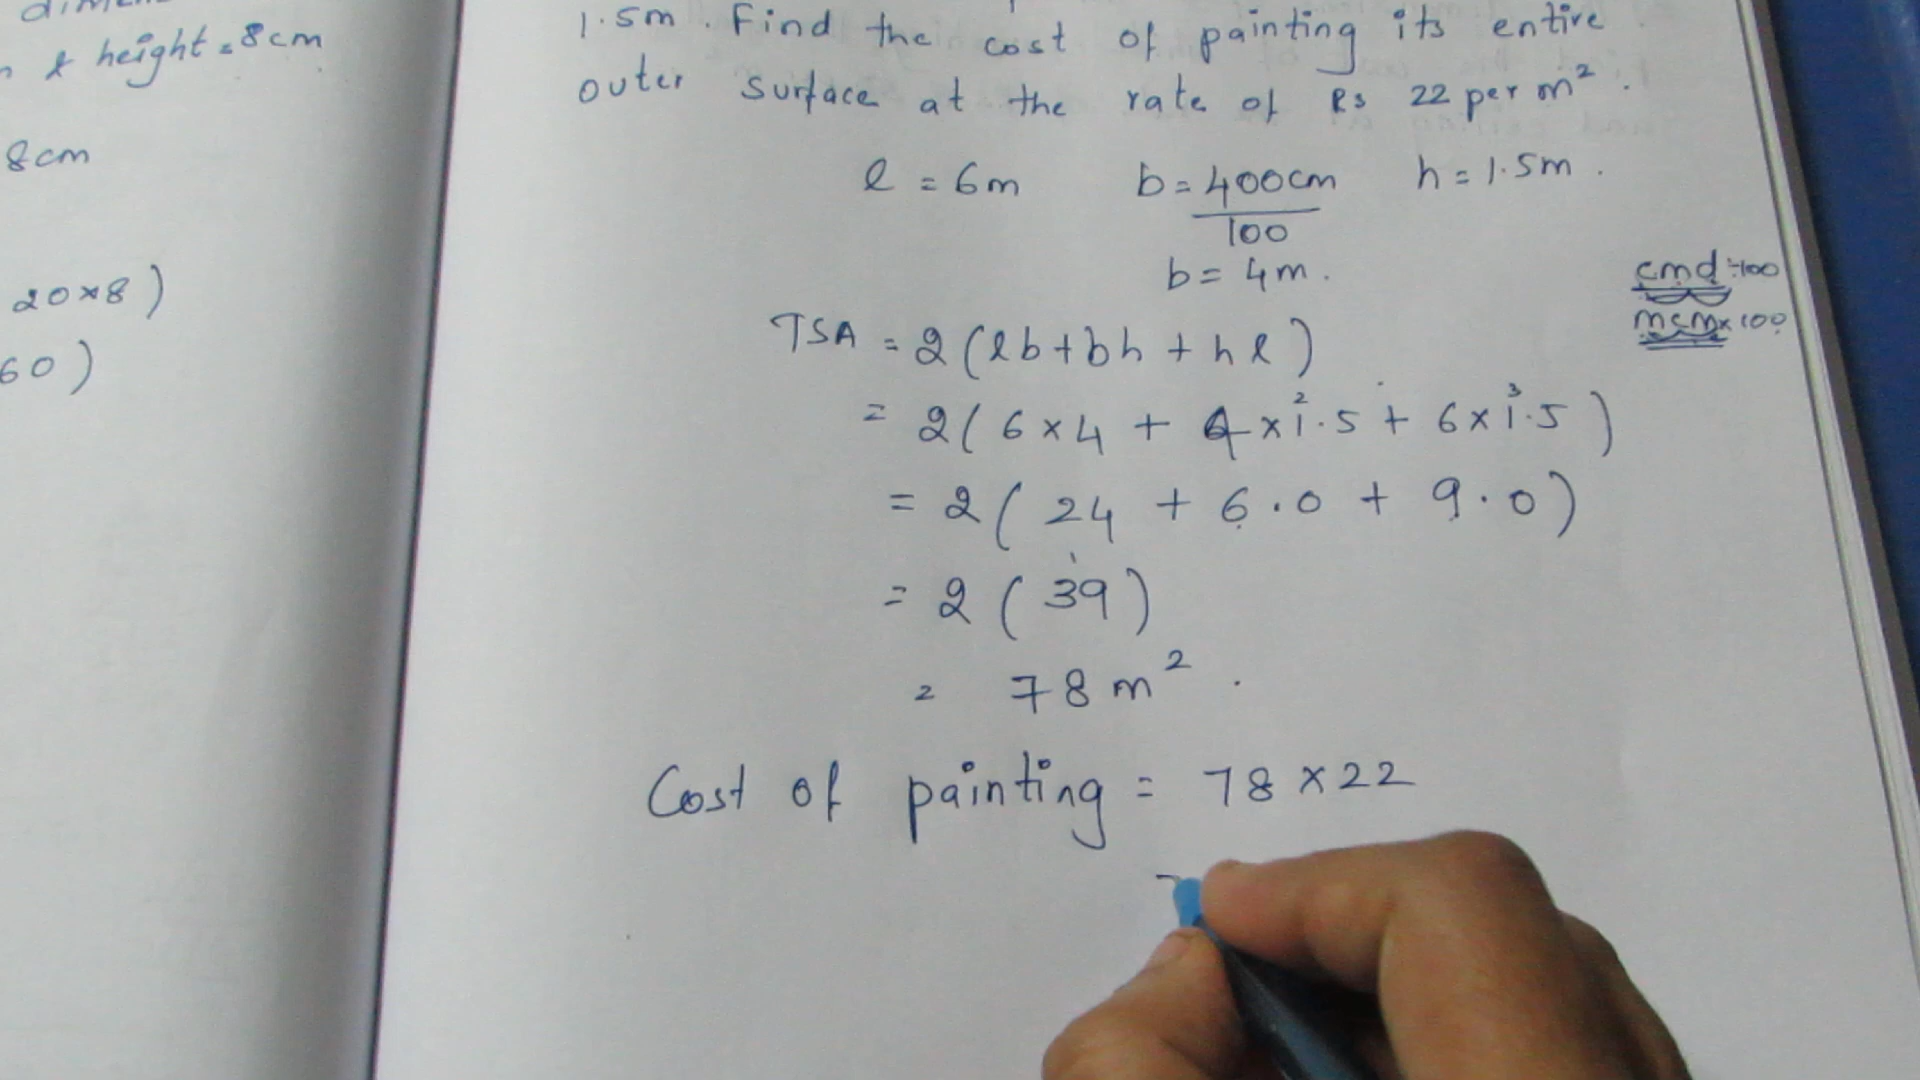 & height = 8cm
8cm
20×8)
60)
1.5m. Find the cost of painting its entire
outer surface at the rate of Rs 22 per m².
l = 6m b = 400cm h = 1.5m.
100
b = 4m.
cmd ÷100
mcm×100
TSA = 2(lb+bh+hl)
= 2(6×4 + 4×1.5 + 6×1.5)
= 2(24 + 6.0 + 9.0)
= 2(39)
= 78m².
Cost of painting = 78×22